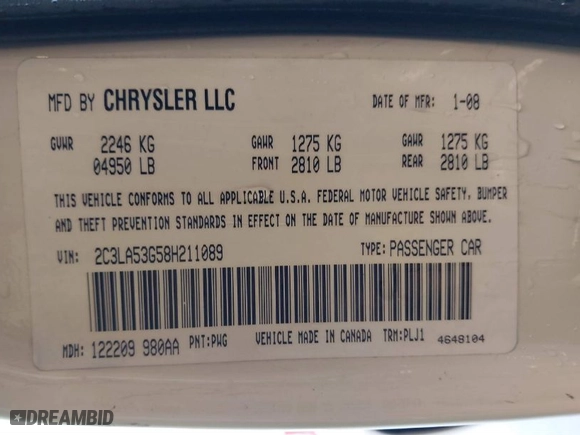 MFD BY CHRYSLER LLC DATE OF MFR: 1-08
GVWR 2246 KG GAWR 1275 KG GAWR 1275 KG
04950 LB FRONT 2810 LB REAR 2810 LB
THIS VEHICLE CONFORMS TO ALL APPLICABLE U.S.A. FEDERAL MOTOR VEHICLE SAFETY, BUMPER
AND THEFT PREVENTION STANDARDS IN EFFECT ON THE DATE OF MANUFACTURE SHOWN ABOVE.
VIN: 2C3LA53G58H211089 TYPE: PASSENGER CAR
MDH: 122209 980AA PNT:PWG VEHICLE MADE IN CANADA TRM:PLJ1 4648104
DREAMBID